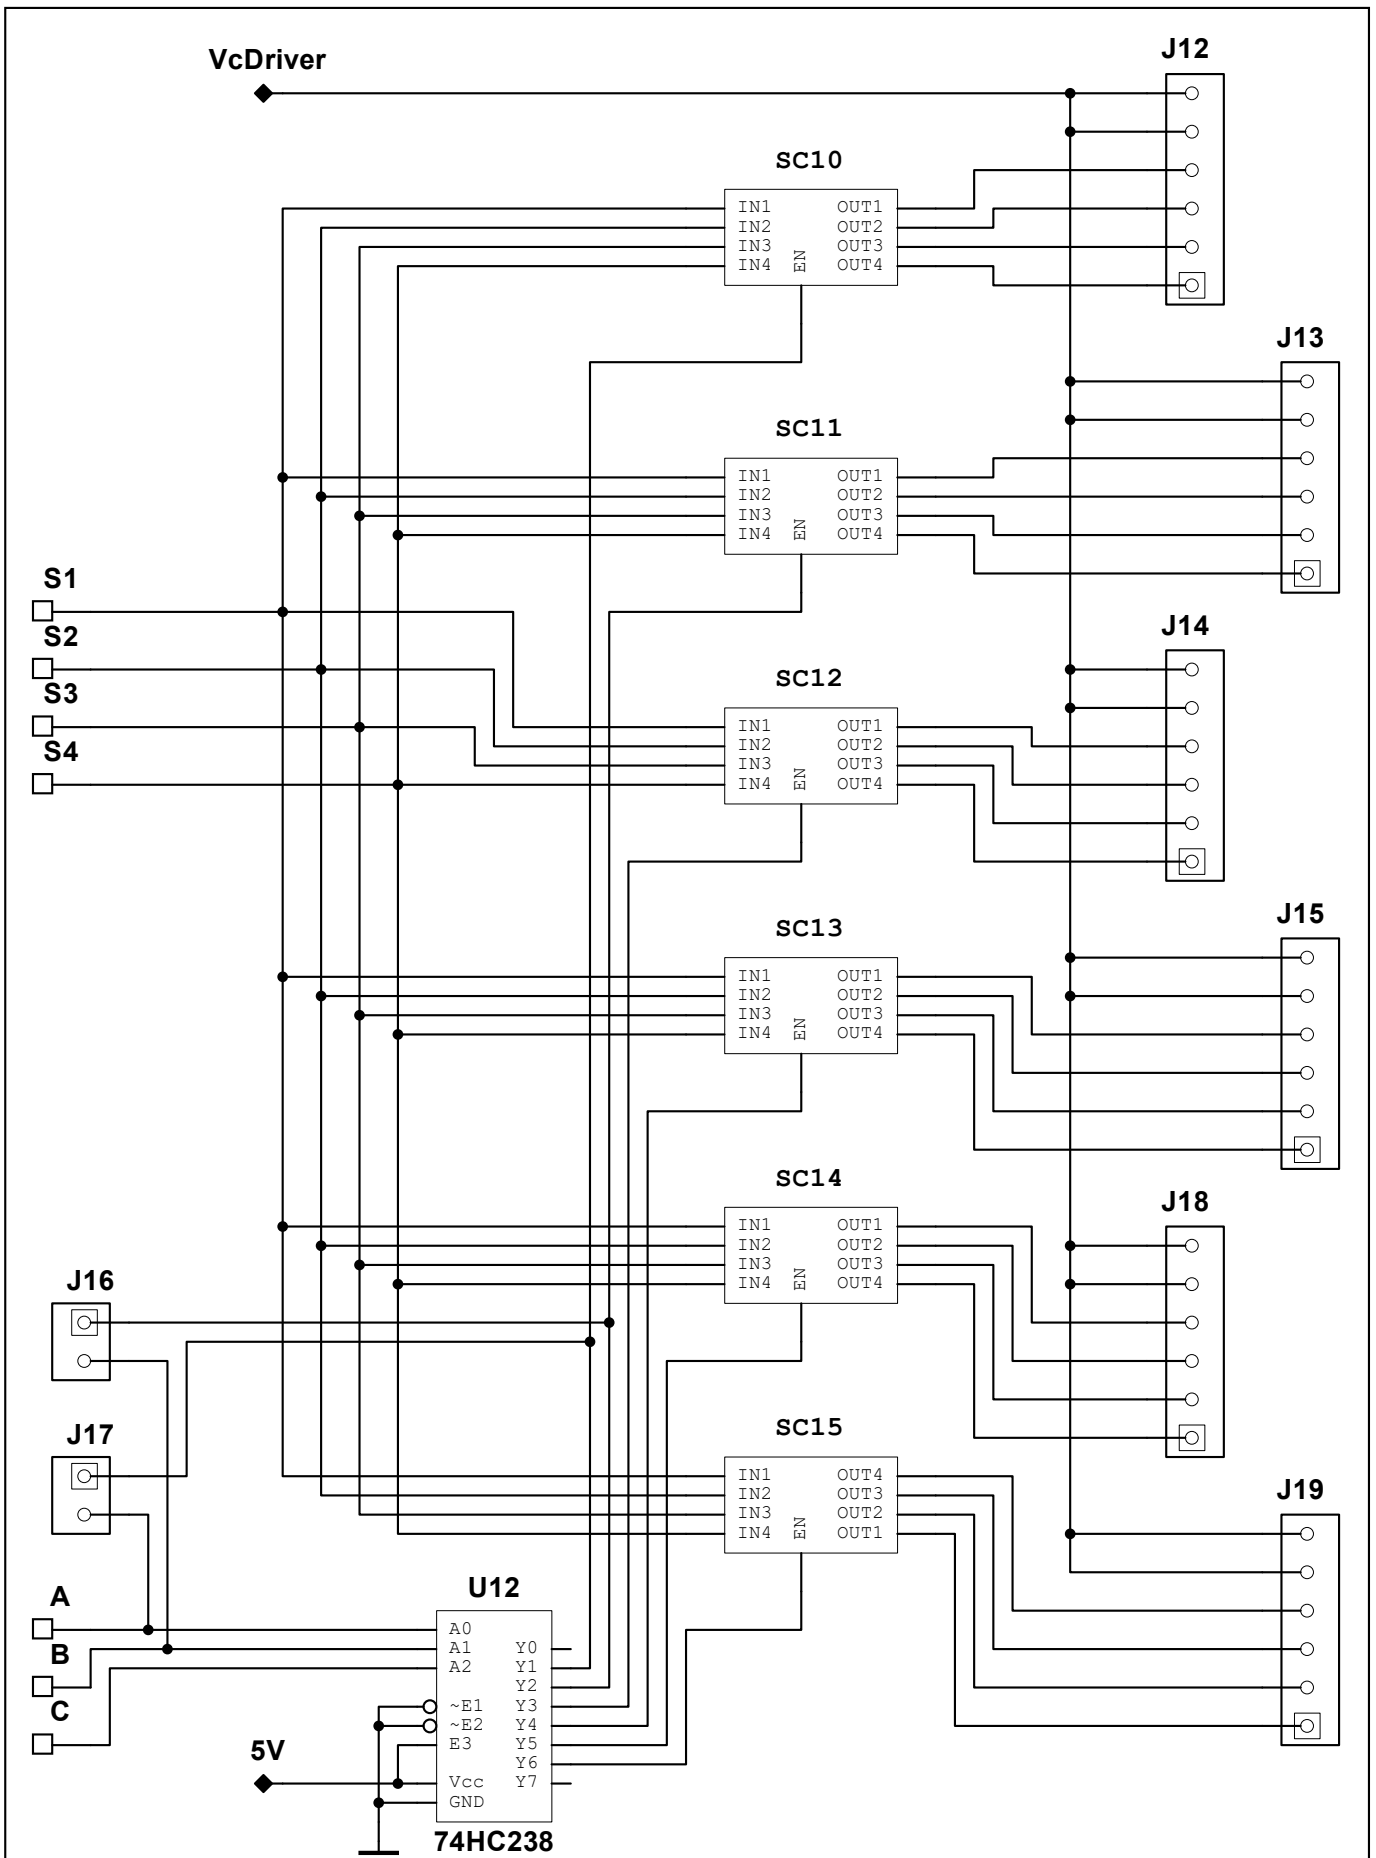 VcDriver
J12
SC10
IN1 OUT1
IN2 OUT2
IN3 OUT3
IN4 EN OUT4
J13
SC11
IN1 OUT1
IN2 OUT2
IN3 OUT3
IN4 EN OUT4
S1
S2
S3
S4
J14
SC12
IN1 OUT1
IN2 OUT2
IN3 OUT3
IN4 EN OUT4
J15
SC13
IN1 OUT1
IN2 OUT2
IN3 OUT3
IN4 EN OUT4
SC14
IN1 OUT1
IN2 OUT2
IN3 OUT3
IN4 EN OUT4
J18
J16
J17
SC15
IN1 OUT4
IN2 OUT3
IN3 OUT2
IN4 EN OUT1
J19
A
B
C
5V
U12
A0
A1 Y0
A2 Y1
Y2
~E1 Y3
~E2 Y4
E3 Y5
Y6
Vcc Y7
GND
74HC238